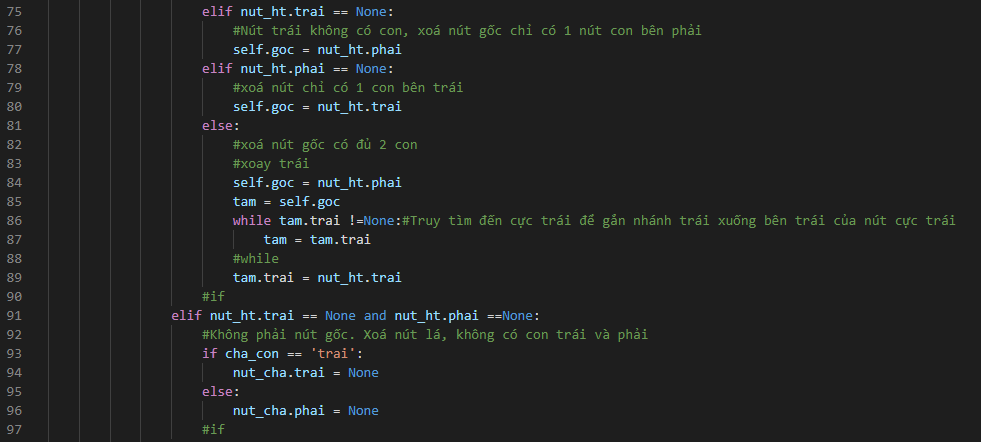 75 elif nut_ht.trai == None:
76 #Nút trái không có con, xoá nút gốc chỉ có 1 nút con bên phải
77 self.goc = nut_ht.phai
78 elif nut_ht.phai == None:
79 #xoá nút chỉ có 1 con bên trái
80 self.goc = nut_ht.trai
81 else:
82 #xoá nút gốc có đủ 2 con
83 #xoay trái
84 self.goc = nut_ht.phai
85 tam = self.goc
86 while tam.trai !=None:#Truy tìm đến cực trái để gắn nhánh trái xuống bên trái của nút cực trái
87 tam = tam.trai
88 #while
89 tam.trai = nut_ht.trai
90 #if
91 elif nut_ht.trai == None and nut_ht.phai ==None:
92 #Không phải nút gốc. Xoá nút lá, không có con trái và phải
93 if cha_con == 'trai':
94 nut_cha.trai = None
95 else:
96 nut_cha.phai = None
97 #if